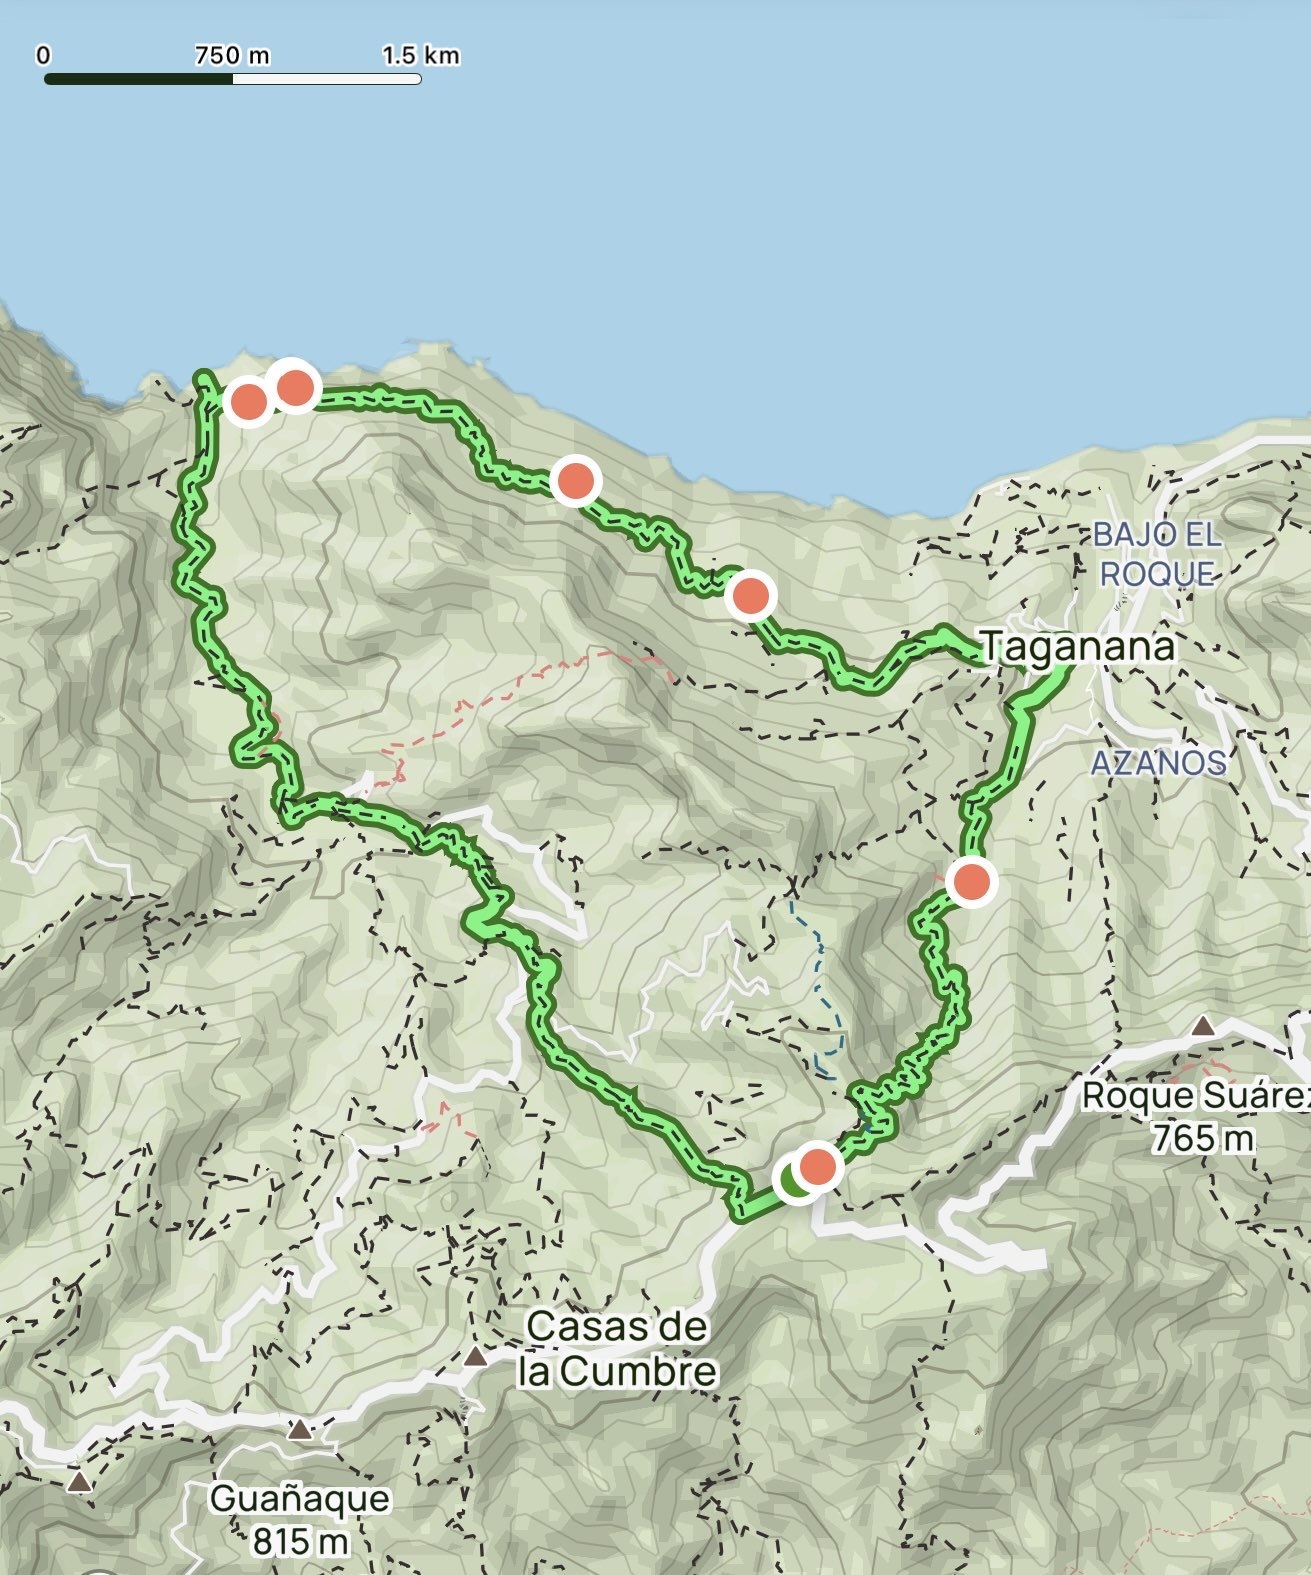 0 750 m 1.5 km
BAJO EL
ROQUE
Taganana
AZANOS
Roque Suárez
765 m
Casas de
la Cumbre
Guañaque
815 m